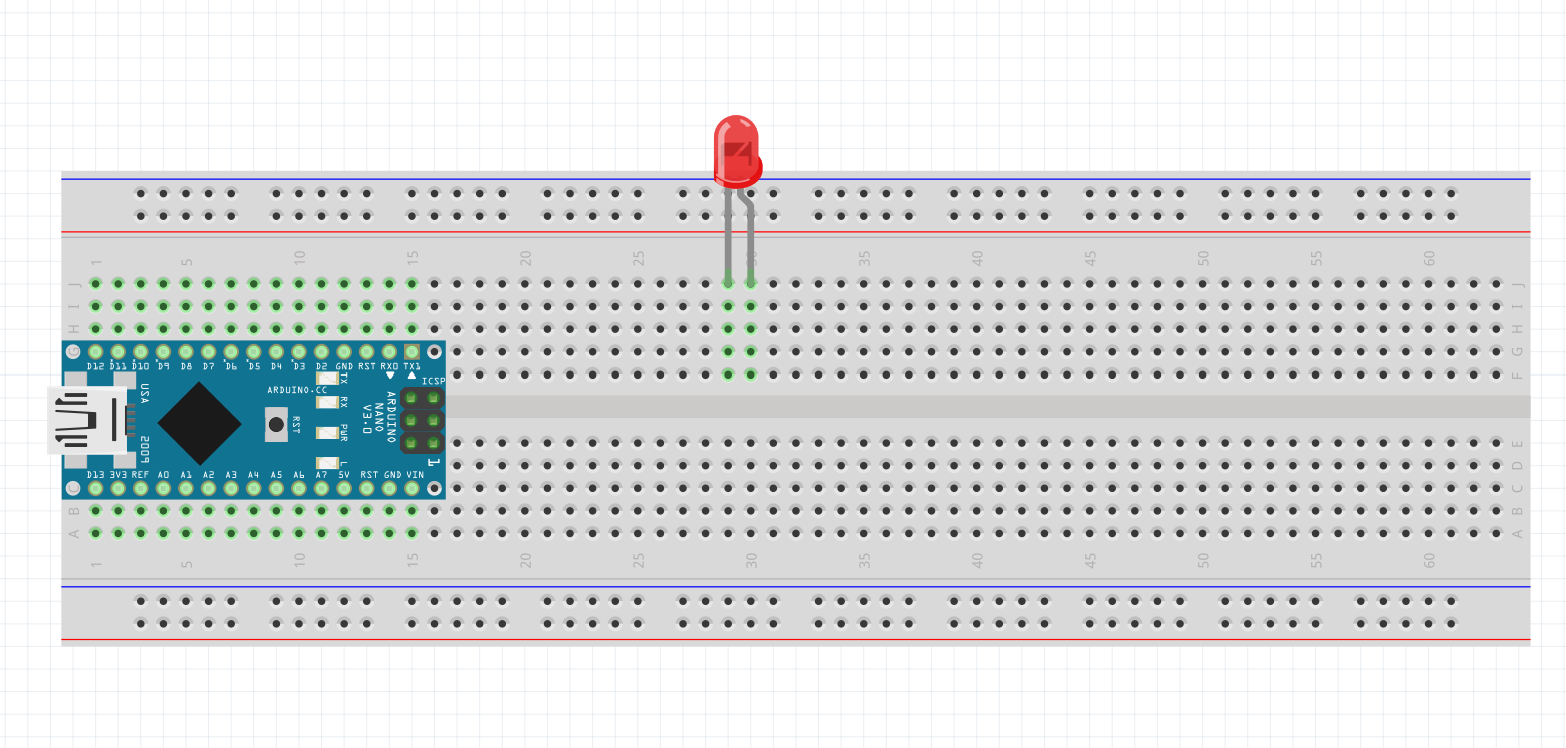 1 5 10 15 20 25 30 35 40 45 50 55 60
J J
I I
H H
G G
D12 D11 D10 D9 D8 D7 D6 D5 D4 D3 D2 GND RST RX0 TX1
F
TX
ICSP
USA
ARDUINO.CC
RX
ARDUINO
NANO
V3.0
RST
PWR
2009
L
1
E
D
D13 3V3 REF A0 A1 A2 A3 A4 A5 A6 A7 5V RST GND VIN
C C
B B
A A
1 5 10 15 20 25 30 35 40 45 50 55 60